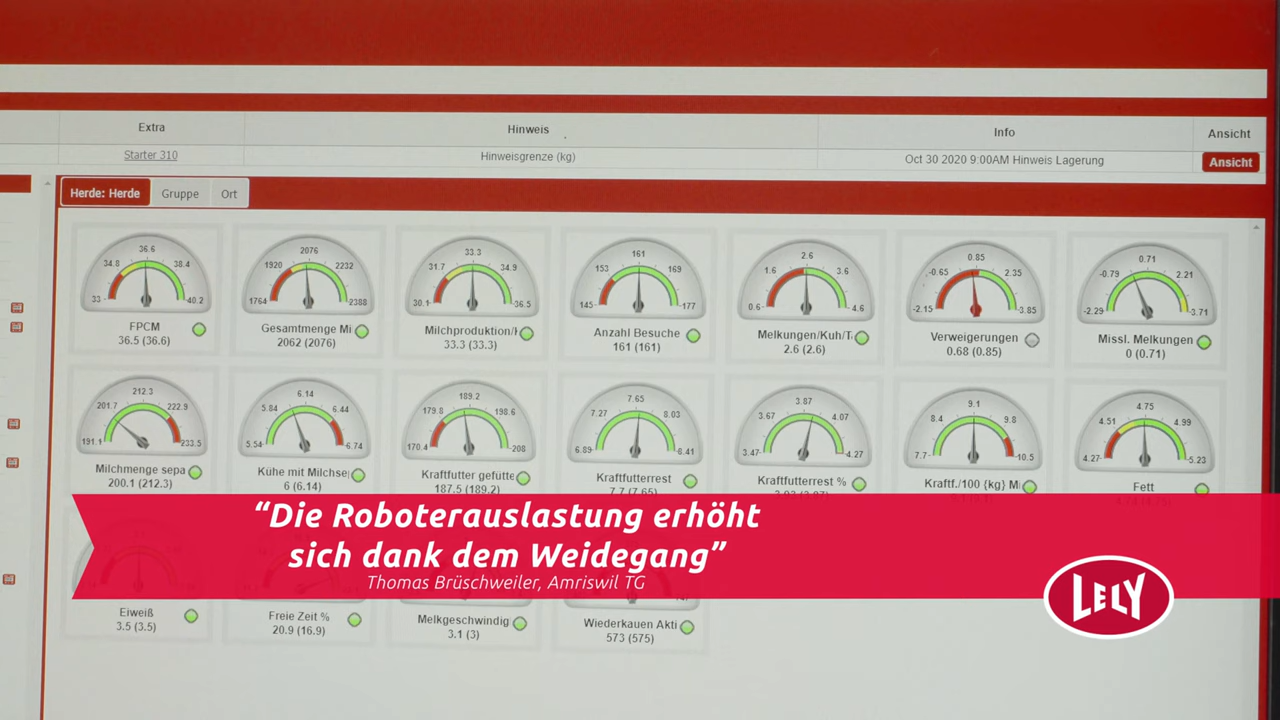 Extra
Hinweis
Info
Ansicht
Starter 310
Hinweisgrenze (kg)
Oct 30 2020 9:00AM Hinweis Lagerung
Ansicht
Herde: Herde
Gruppe
Ort
33 34.8 36.6 38.4 40.2
FPCM
36.5 (36.6)
1764 1920 2076 2232 2388
Gesamtmenge Mi
2062 (2076)
30.1 31.7 33.3 34.9 36.5
Milchproduktion/K
33.3 (33.3)
145 153 161 169 177
Anzahl Besuche
161 (161)
0.6 1.6 2.6 3.6 4.6
Melkungen/Kuh/T
2.6 (2.6)
-2.15 -0.65 0.85 2.35 3.85
Verweigerungen
0.68 (0.85)
-2.29 -0.79 0.71 2.21 3.71
Missl. Melkungen
0 (0.71)
191.1 201.7 212.3 222.9 233.5
Milchmenge sepa
200.1 (212.3)
5.54 5.84 6.14 6.44 6.74
Kühe mit Milchse
6 (6.14)
170.4 179.8 189.2 198.6 208
Kraftfutter gefütte
187.5 (189.2)
6.89 7.27 7.65 8.03 8.41
Kraftfutterrest
7.7 (7.65)
3.47 3.67 3.87 4.07 4.27
Kraftfutterrest %
7.7 8.4 9.1 9.8 10.5
Kraftf./100 {kg} Mi
4.27 4.51 4.75 4.99 5.23
Fett
“Die Roboterauslastung erhöht
sich dank dem Weidegang”
Thomas Brüschweiler, Amriswil TG
LELY
Eiweiß
3.5 (3.5)
Freie Zeit %
20.9 (16.9)
Melkgeschwindig
3.1 (3)
Wiederkauen Akti
573 (575)